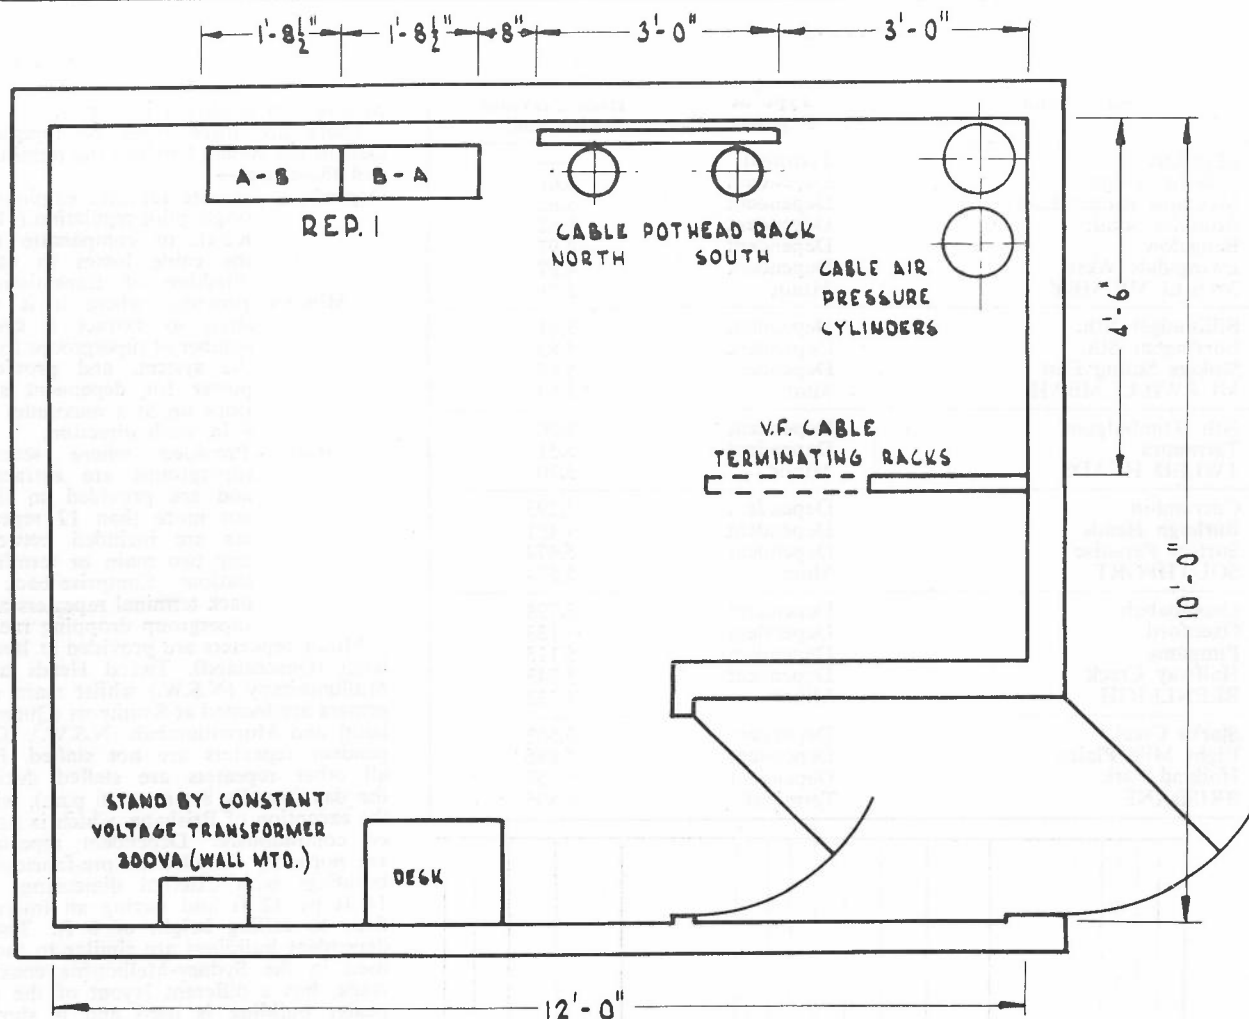 1'-8½" 1'-8½" 8" 3'-0" 3'-0"
A-B B-A
REP. 1
CABLE POTHEAD RACK
NORTH SOUTH
CABLE AIR
PRESSURE
CYLINDERS
4'-6"
V.F. CABLE
TERMINATING RACKS
10'-0"
STAND BY CONSTANT
VOLTAGE TRANSFORMER
300VA (WALL MTD.)
DESK
12'-0"